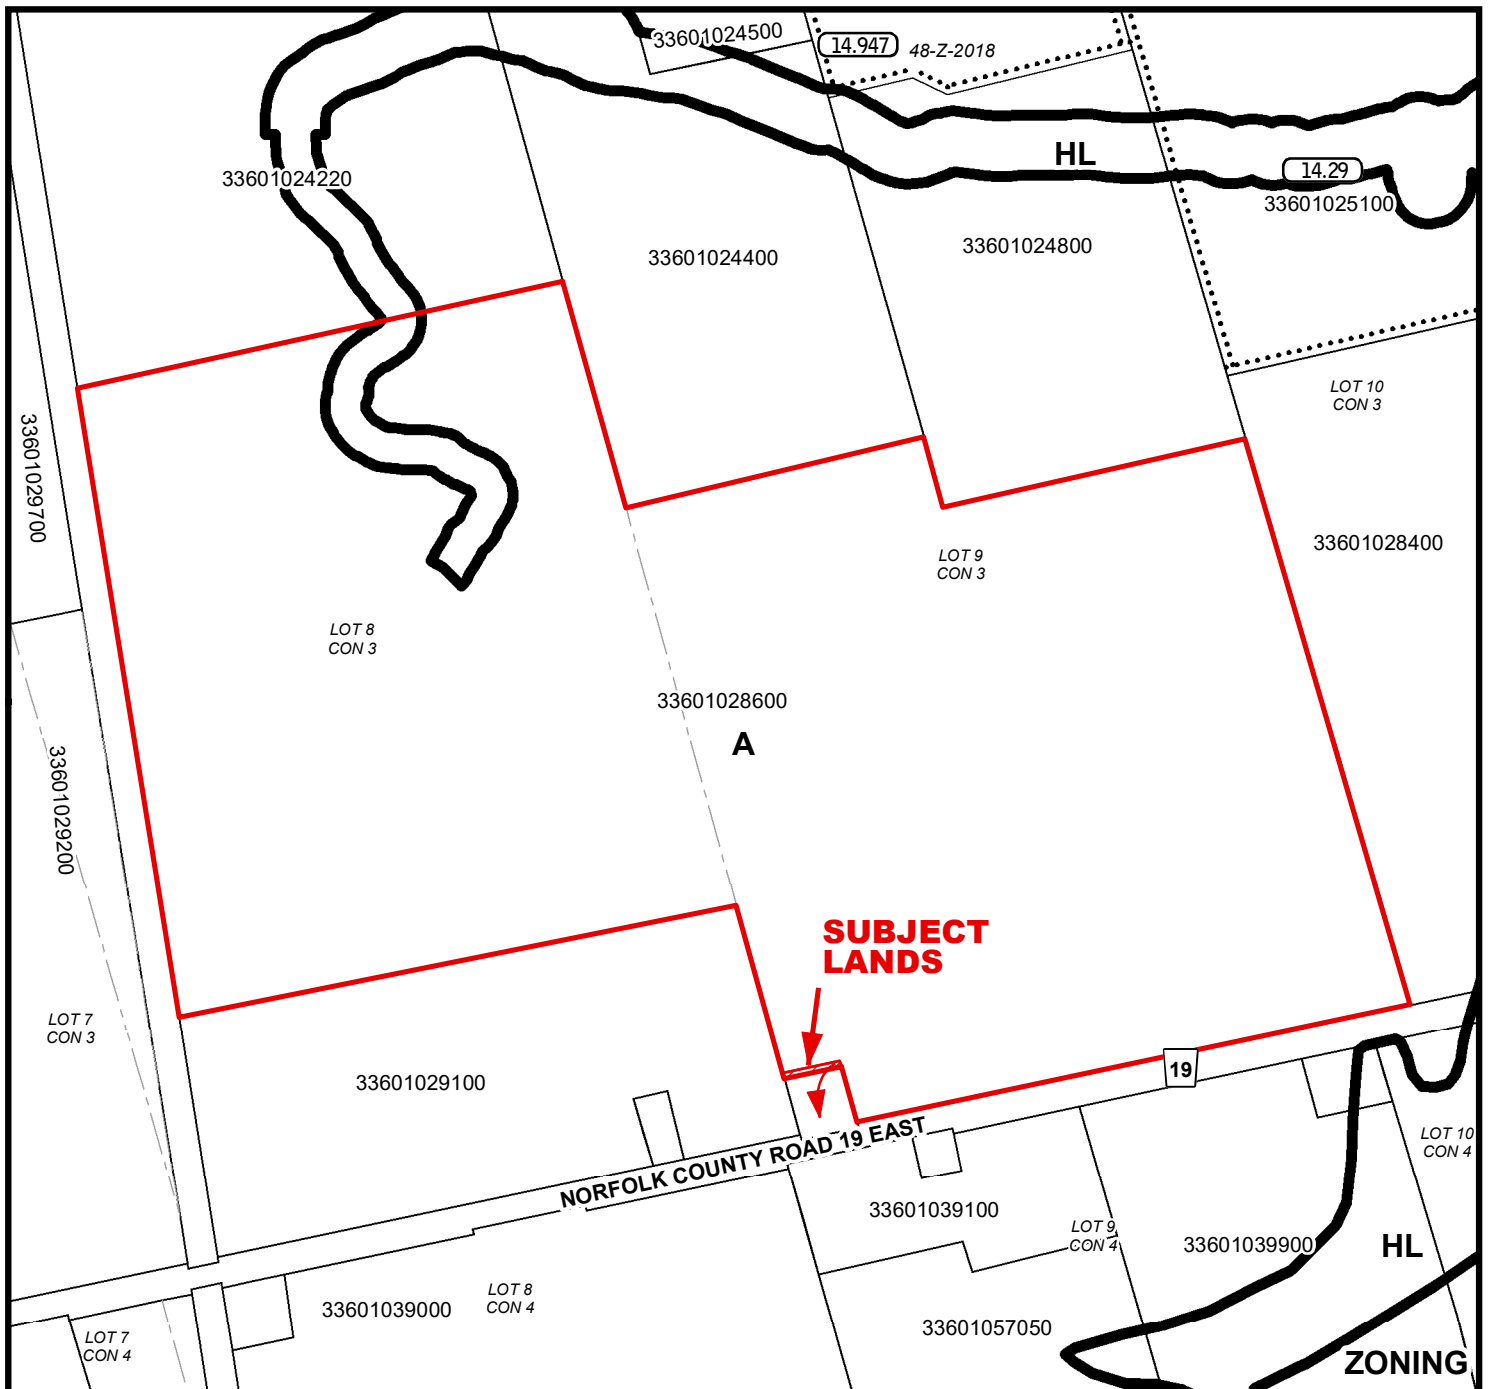 33601024500
14.947
48-Z-2018
HL
14.29
33601024220
33601025100
33601024400
33601024800
LOT 10
CON 3
33601029700
LOT 9
CON 3
33601028400
LOT 8
CON 3
33601028600
A
33601029200
SUBJECT
LANDS
LOT 7
CON 3
33601029100
19
NORFOLK COUNTY ROAD 19 EAST
LOT 10
CON 4
33601039100
LOT 9
CON 4
33601039900
HL
LOT 8
CON 4
33601039000
33601057050
LOT 7
CON 4
ZONING